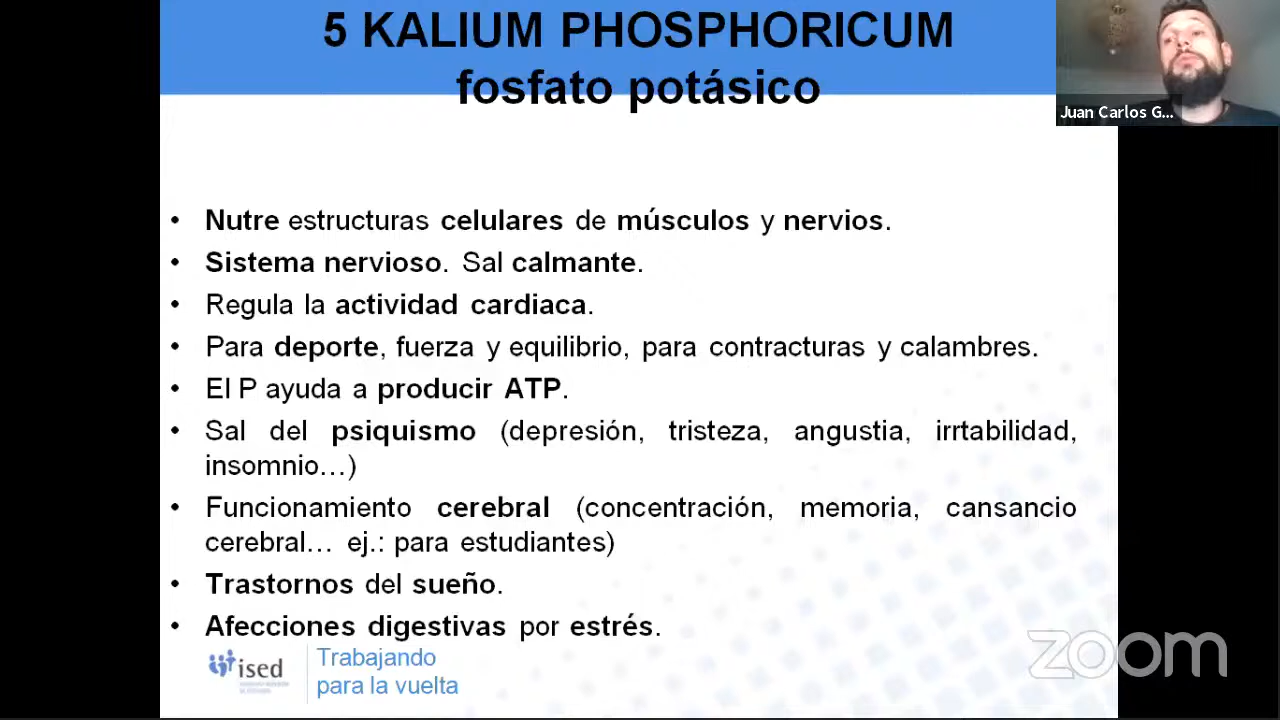 5 KALIUM PHOSPHORICUM
fosfato potásico
Juan Carlos G...
• Nutre estructuras celulares de músculos y nervios.
• Sistema nervioso. Sal calmante.
• Regula la actividad cardiaca.
• Para deporte, fuerza y equilibrio, para contracturas y calambres.
• El P ayuda a producir ATP.
• Sal del psiquismo (depresión, tristeza, angustia, irrtabilidad,
insomnio…)
• Funcionamiento cerebral (concentración, memoria, cansancio
cerebral… ej.: para estudiantes)
• Trastornos del sueño.
• Afecciones digestivas por estrés.
ised
Trabajando
para la vuelta
zoom